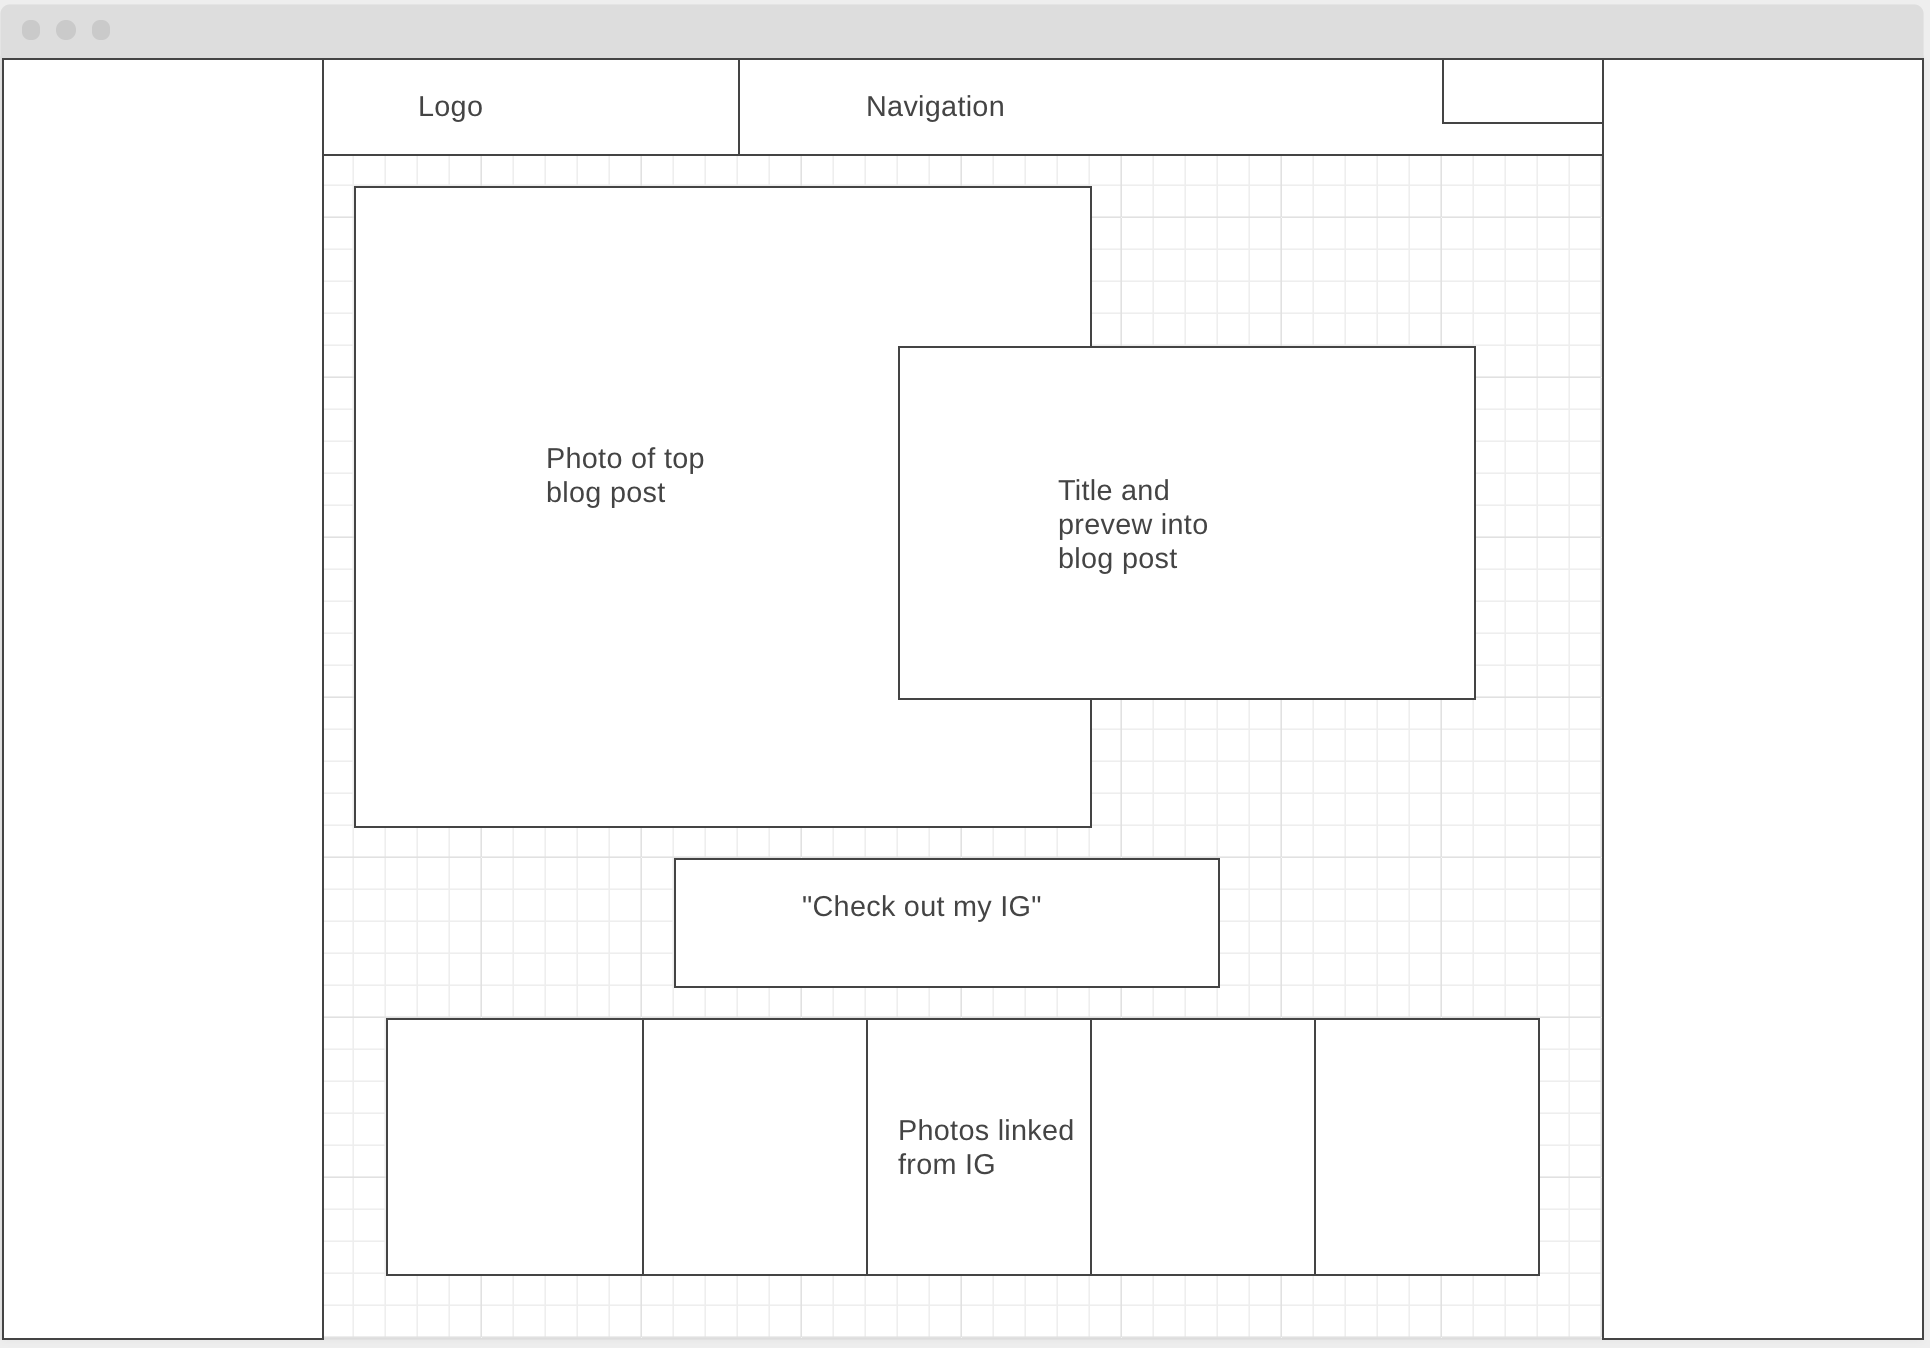 Logo
Navigation
Photo of top
blog post
Title and
prevew into
blog post
"Check out my IG"
Photos linked
from IG